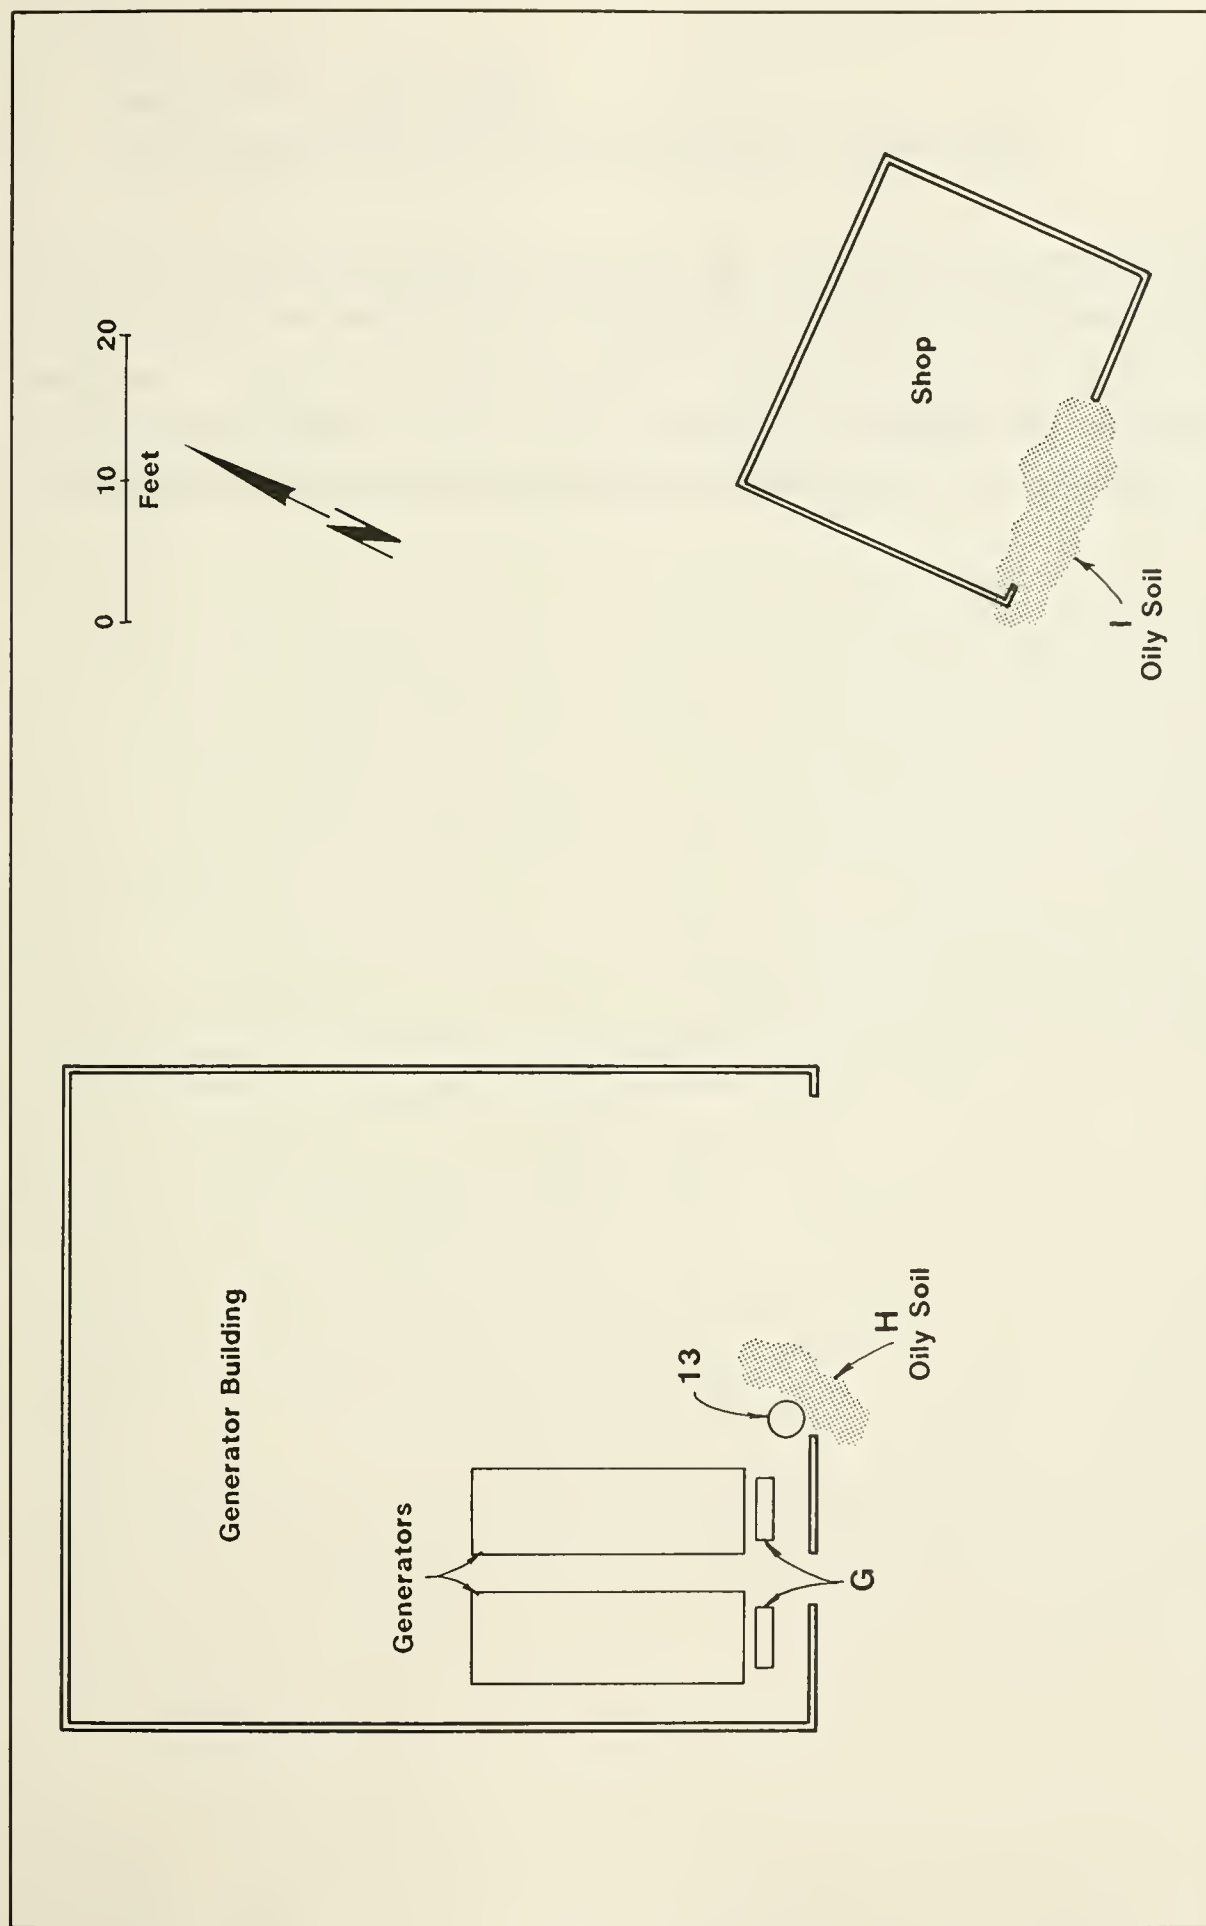 Generator Building
Generators
G
13
H
Oily Soil
0 10 20
Feet
N
Shop
I
Oily Soil